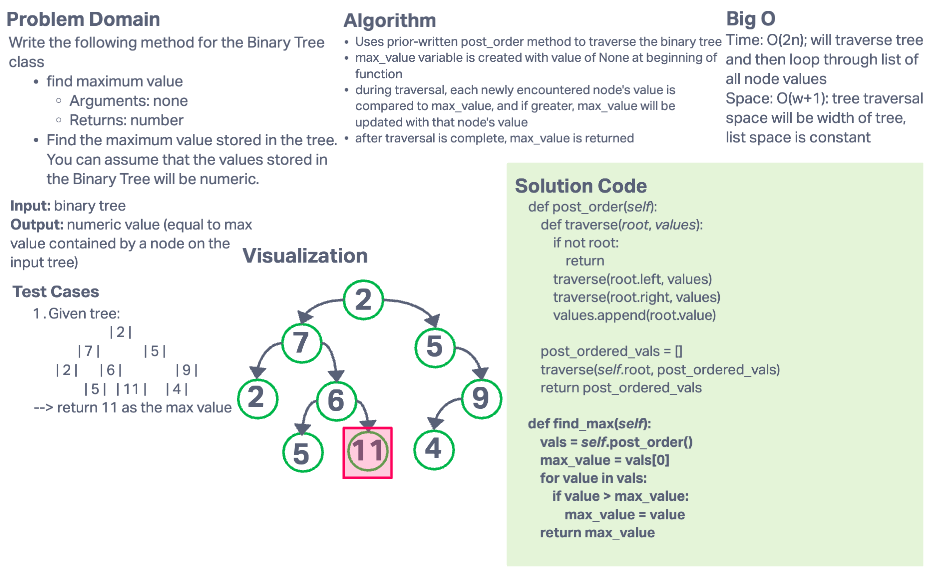 Problem Domain
Write the following method for the Binary Tree
class
• find maximum value
◦ Arguments: none
◦ Returns: number
• Find the maximum value stored in the tree.
You can assume that the values stored in
the Binary Tree will be numeric.
Input: binary tree
Output: numeric value (equal to max
value contained by a node on the
input tree)
Test Cases
1. Given tree:
|2|
|7| |5|
|2| |6| |9|
|5| |11| |4|
--> return 11 as the max value
Algorithm
• Uses prior-written post_order method to traverse the binary tree
• max_value variable is created with value of None at beginning of
function
• during traversal, each newly encountered node's value is
compared to max_value, and if greater, max_value will be
updated with that node's value
• after traversal is complete, max_value is returned
Big O
Time: O(2n); will traverse tree
and then loop through list of
all node values
Space: O(w+1): tree traversal
space will be width of tree,
list space is constant
Visualization
2
7 5
2 6 9
5 11 4
Solution Code
def post_order(self):
def traverse(root, values):
if not root:
return
traverse(root.left, values)
traverse(root.right, values)
values.append(root.value)
post_ordered_vals = []
traverse(self.root, post_ordered_vals)
return post_ordered_vals
def find_max(self):
vals = self.post_order()
max_value = vals[0]
for value in vals:
if value > max_value:
max_value = value
return max_value